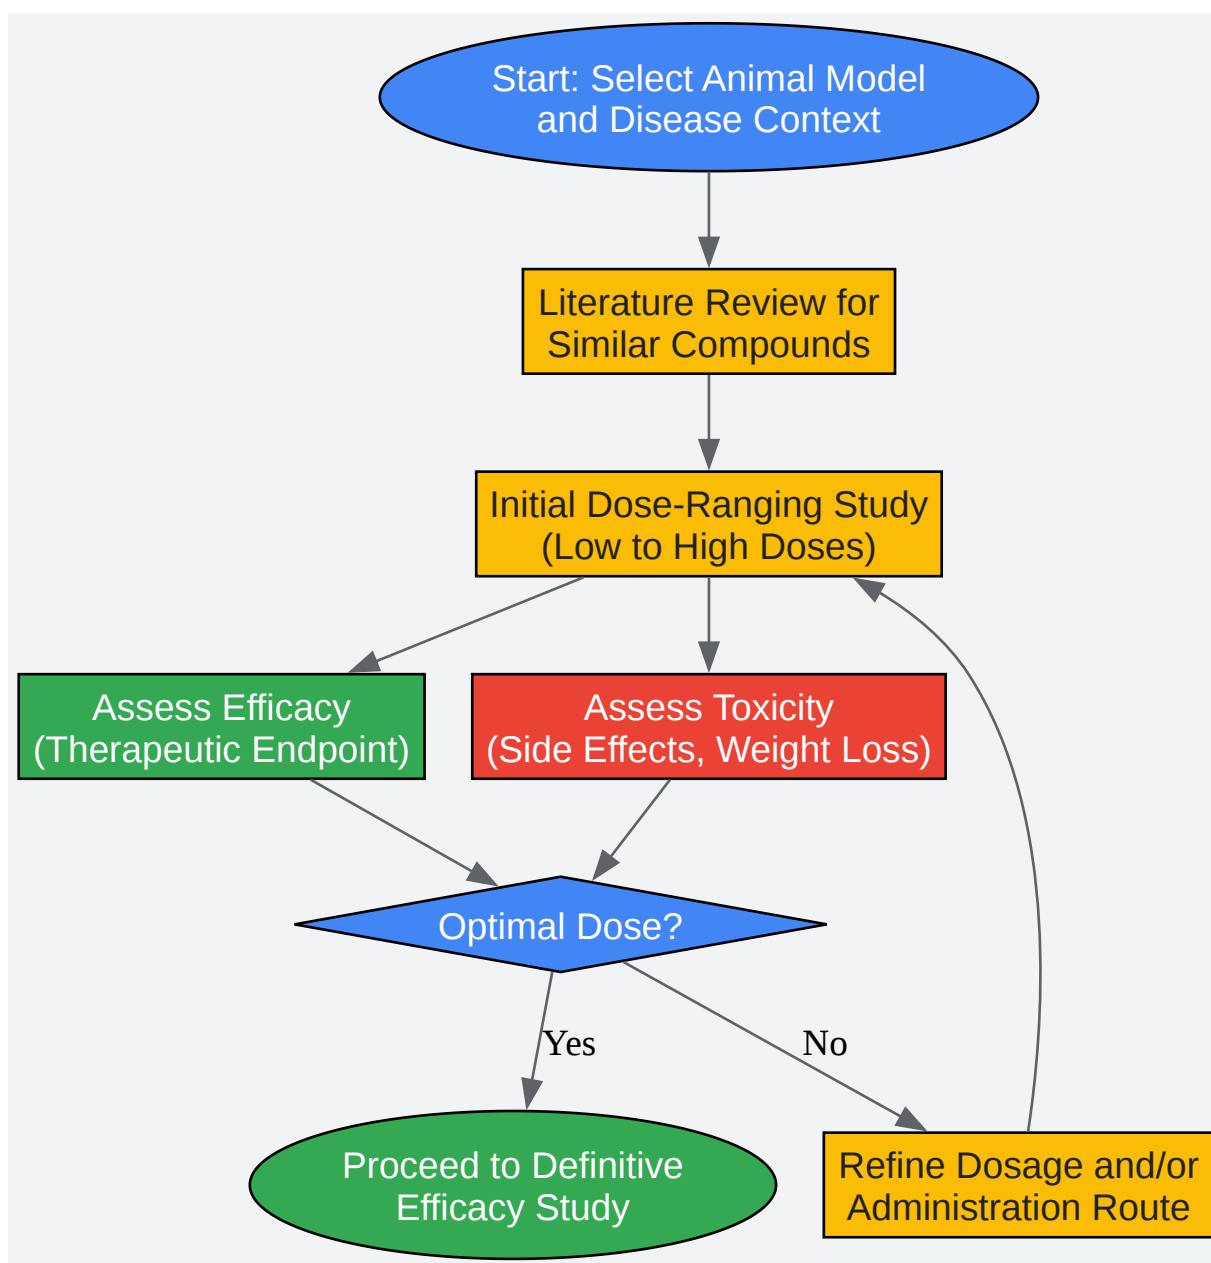 Start: Select Animal Model
and Disease Context
Literature Review for
Similar Compounds
Initial Dose-Ranging Study
(Low to High Doses)
Assess Efficacy
(Therapeutic Endpoint)
Assess Toxicity
(Side Effects, Weight Loss)
Optimal Dose?
Yes
No
Proceed to Definitive
Efficacy Study
Refine Dosage and/or
Administration Route